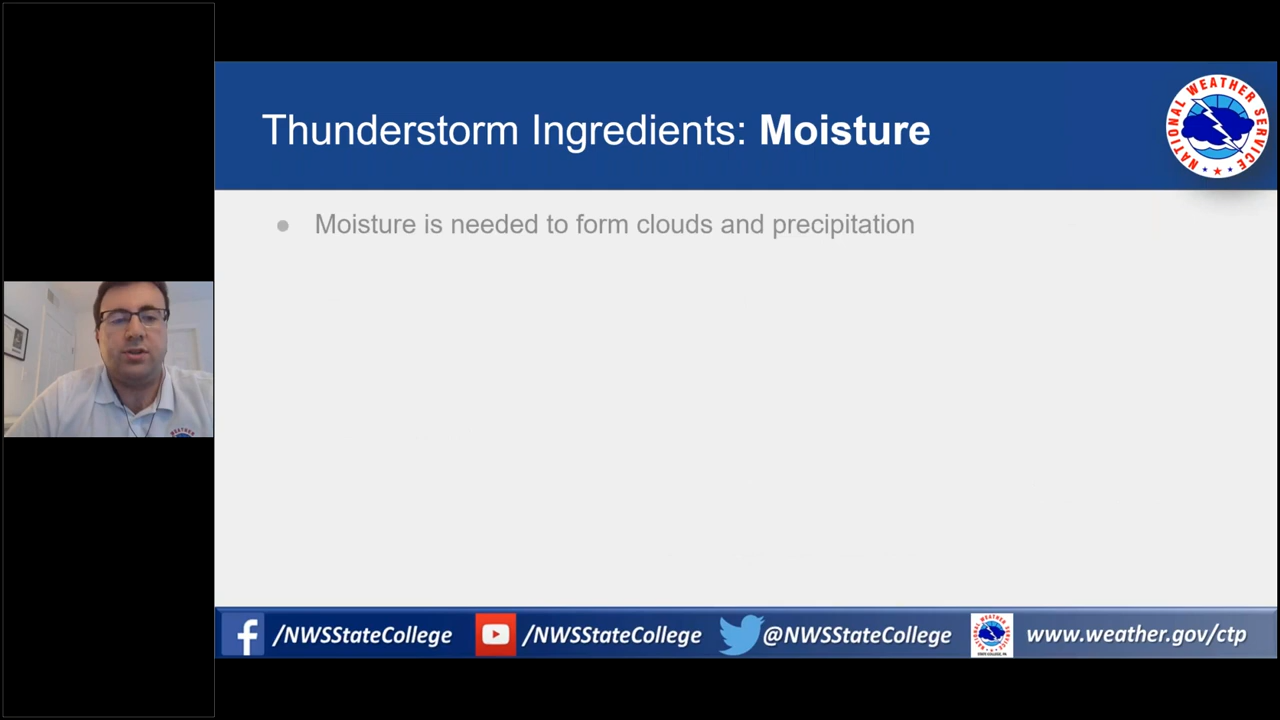 Thunderstorm Ingredients: Moisture
NATIONAL WEATHER SERVICE
● Moisture is needed to form clouds and precipitation
/NWSStateCollege
/NWSStateCollege
@NWSStateCollege
www.weather.gov/ctp